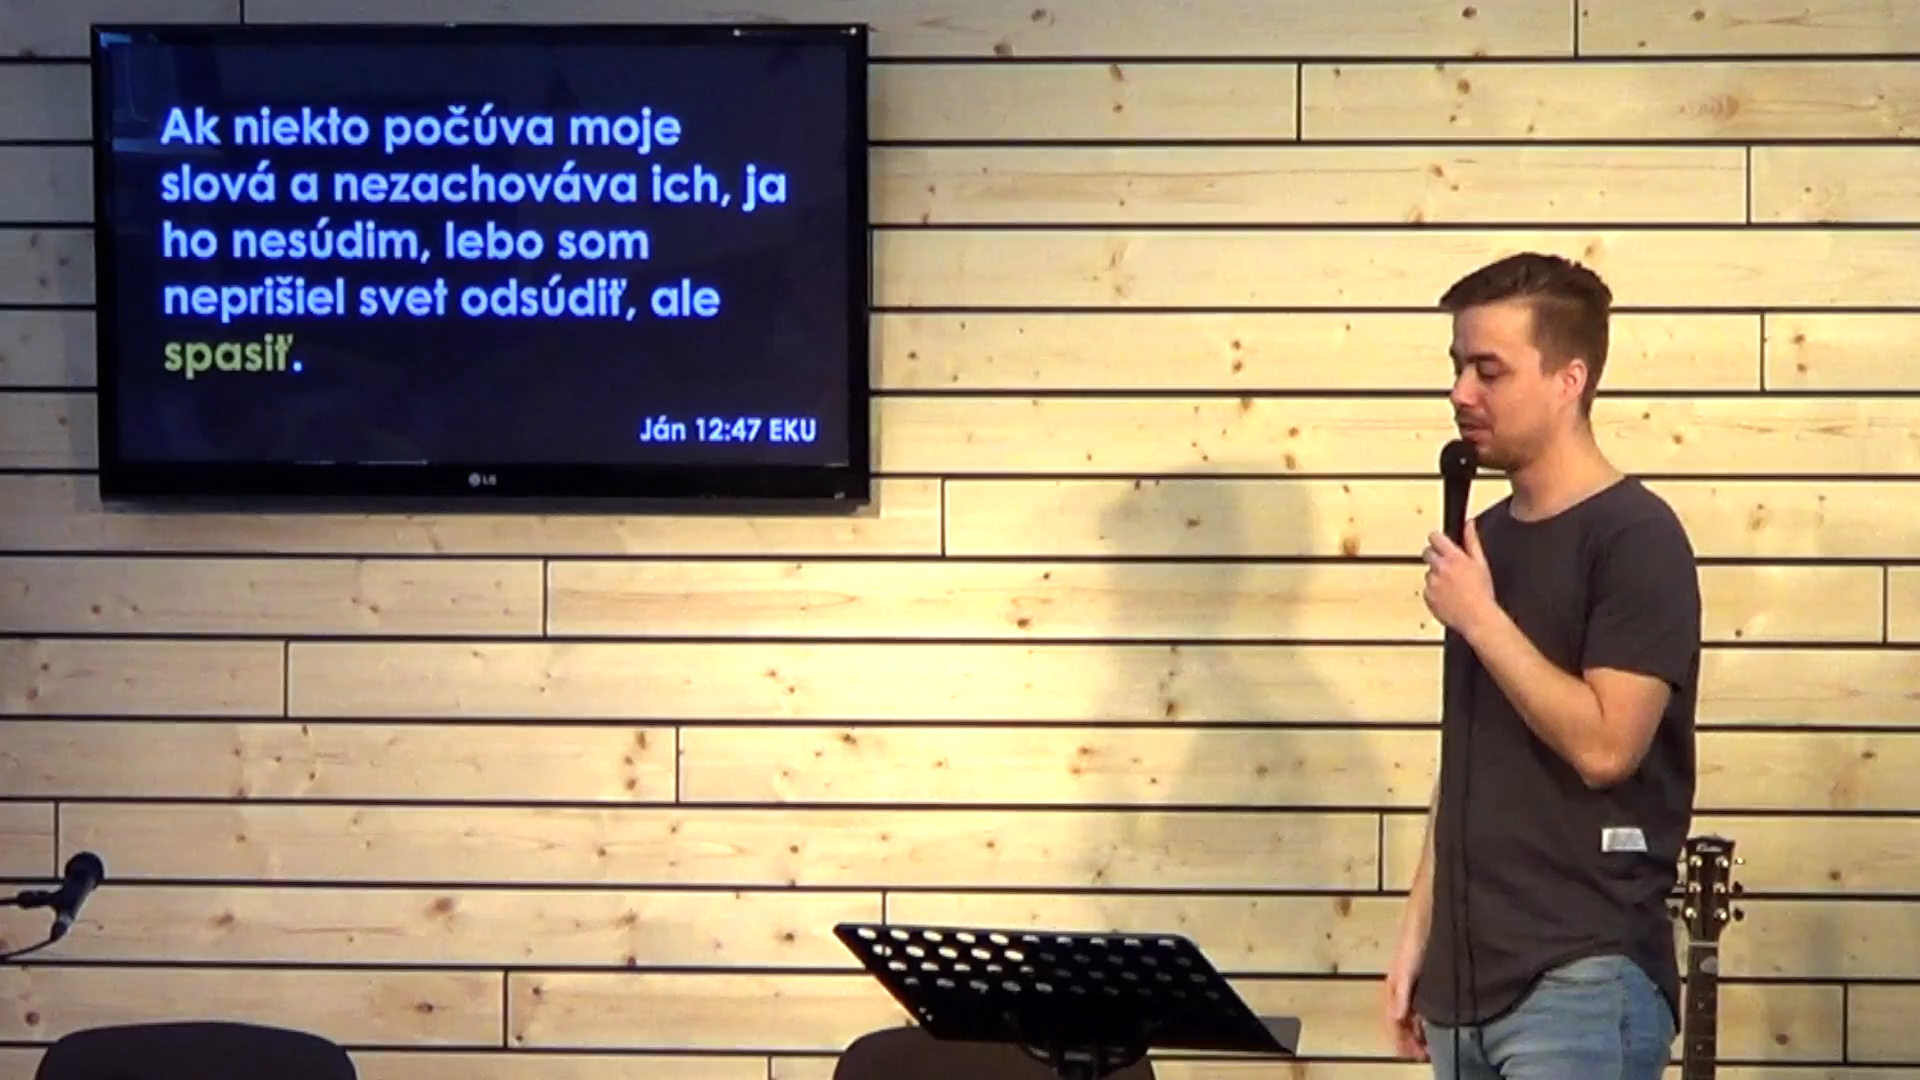 Ak niekto počúva moje
slová a nezachováva ich, ja
ho nesúdim, lebo som
neprišiel svet odsúdiť, ale
spasiť.
Ján 12:47 EKU
LG